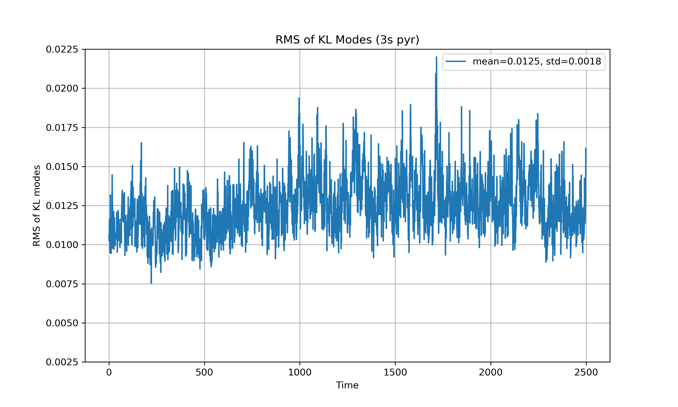 RMS of KL Modes (3s pyr)
mean=0.0125, std=0.0018
RMS of KL modes
0.0225
0.0200
0.0175
0.0150
0.0125
0.0100
0.0075
0.0050
0.0025
0 500 1000 1500 2000 2500
Time